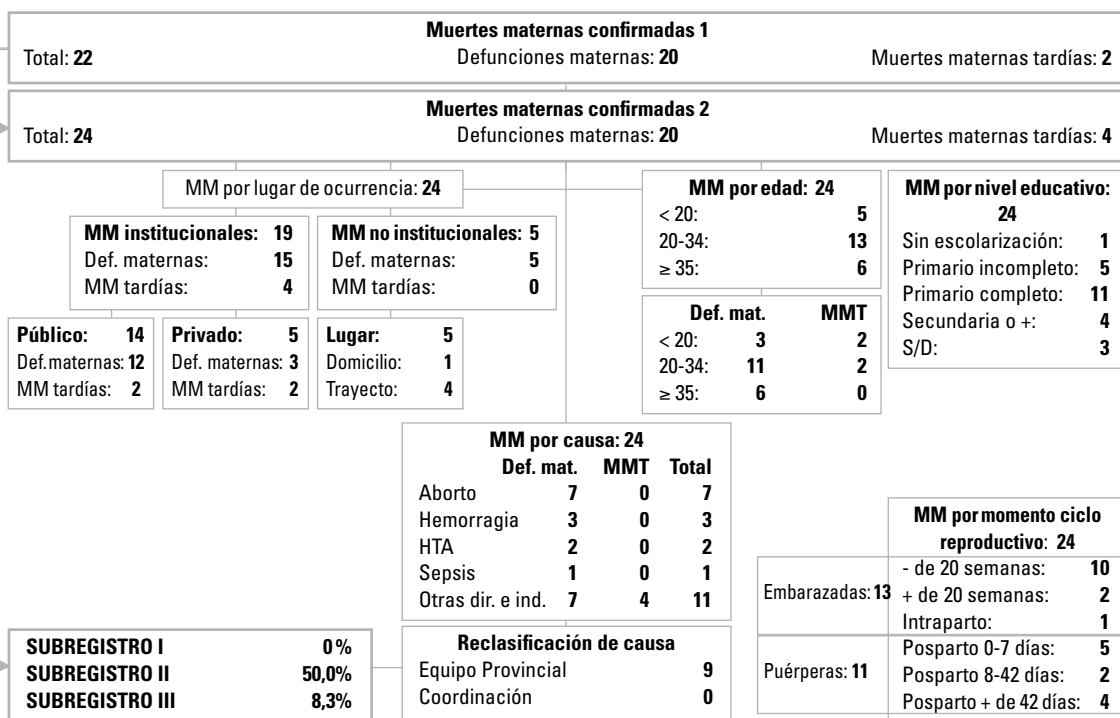 Muertes maternas confirmadas 1
Total: 22 Defunciones maternas: 20 Muertes maternas tardías: 2
Muertes maternas confirmadas 2
Total: 24 Defunciones maternas: 20 Muertes maternas tardías: 4
MM por lugar de ocurrencia: 24
MM institucionales: 19
Def. maternas: 15
MM tardías: 4
MM no institucionales: 5
Def. maternas: 5
MM tardías: 0
Público: 14
Def.maternas: 12
MM tardías: 2
Privado: 5
Def. maternas: 3
MM tardías: 2
Lugar: 5
Domicilio: 1
Trayecto: 4
MM por edad: 24
< 20: 5
20-34: 13
≥ 35: 6
Def. mat. MMT
< 20: 3 2
20-34: 11 2
≥ 35: 6 0
MM por nivel educativo:
24
Sin escolarización: 1
Primario incompleto: 5
Primario completo: 11
Secundaria o +: 4
S/D: 3
MM por causa: 24
Def. mat. MMT Total
Aborto 7 0 7
Hemorragia 3 0 3
HTA 2 0 2
Sepsis 1 0 1
Otras dir. e ind. 7 4 11
MM por momento ciclo
reproductivo: 24
Embarazadas: 13
- de 20 semanas: 10
+ de 20 semanas: 2
Intraparto: 1
Puérperas: 11
Posparto 0-7 días: 5
Posparto 8-42 días: 2
Posparto + de 42 días: 4
SUBREGISTRO I 0%
SUBREGISTRO II 50,0%
SUBREGISTRO III 8,3%
Reclasificación de causa
Equipo Provincial 9
Coordinación 0